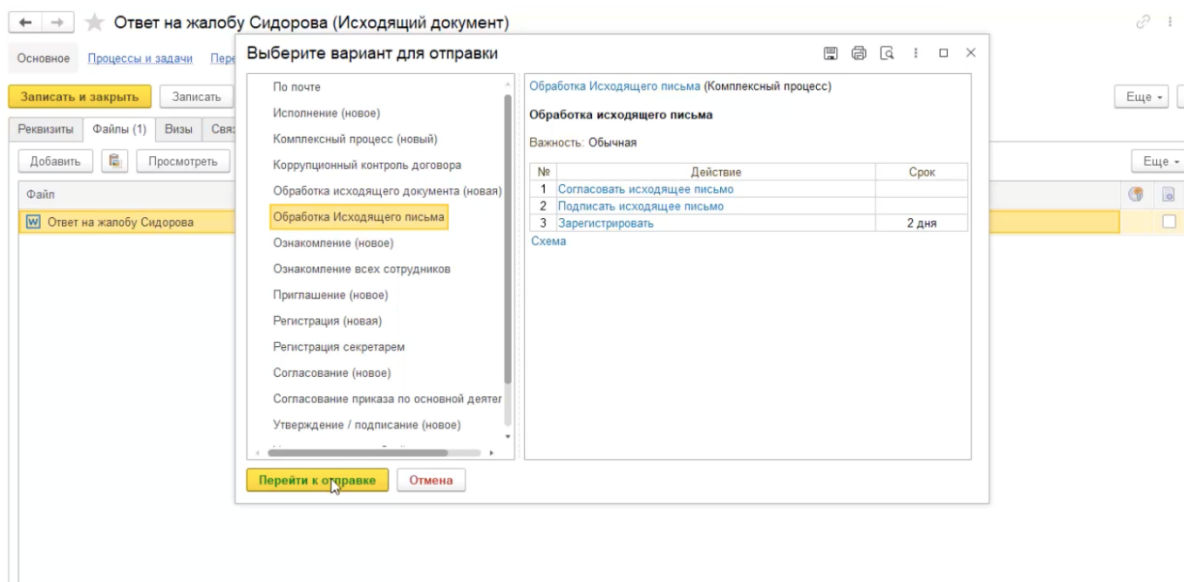 Ответ на жалобу Сидорова (Исходящий документ)
Основное Процессы и задачи
Записать и закрыть Записать Еще
Реквизиты Файлы (1) Визы
Добавить Просмотреть Еще
Файл
Ответ на жалобу Сидорова
Выберите вариант для отправки
По почте
Исполнение (новое)
Комплексный процесс (новый)
Коррупционный контроль договора
Обработка исходящего документа (новая)
Обработка Исходящего письма
Ознакомление (новое)
Ознакомление всех сотрудников
Приглашение (новое)
Регистрация (новая)
Регистрация секретарем
Согласование (новое)
Согласование приказа по основной деятел
Утверждение / подписание (новое)
Обработка Исходящего письма (Комплексный процесс)
Обработка исходящего письма
Важность: Обычная
№ Действие Срок
1 Согласовать исходящее письмо
2 Подписать исходящее письмо
3 Зарегистрировать 2 дня
Схема
Перейти к отправке Отмена